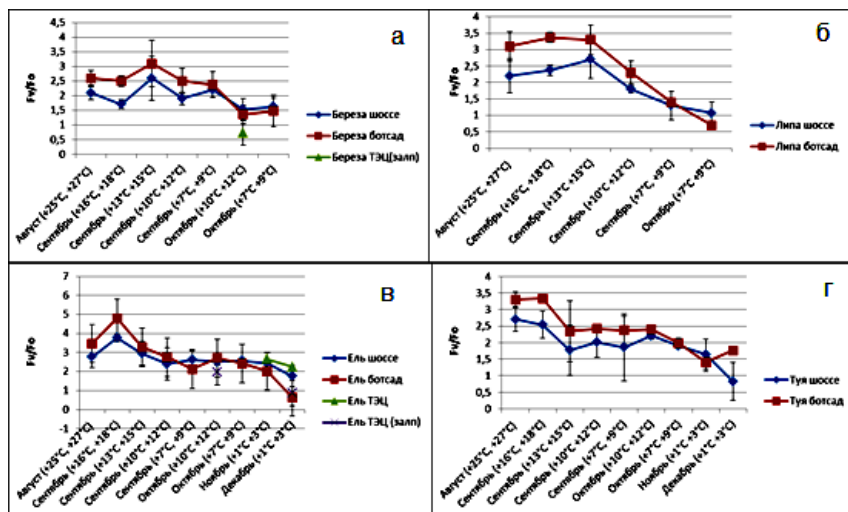 а
Fv/Fo
4,5
4
3,5
3
2,5
2
1,5
1
0,5
0
Август (+25°С, +27°С)
Сентябрь (+16°С, +18°С)
Сентябрь (+13°С +15°С)
Сентябрь (+10°С +12°С)
Сентябрь (+7°С, +9°С)
Октябрь (+10°С +12°С)
Октябрь (+7°С +9°С)
Береза шоссе
Береза ботсад
Береза ТЭЦ(залп)
б
Fv/Fo
4
3,5
3
2,5
2
1,5
1
0,5
0
Август (+25°С, +27°С)
Сентябрь (+16°С, +18°С)
Сентябрь (+13°С +15°С)
Сентябрь (+10°С +12°С)
Сентябрь (+7°С, +9°С)
Октябрь (+7°С +9°С)
Липа шоссе
Липа ботсад
в
Fv/Fo
7
6
5
4
3
2
1
0
-1
Август (+25°С, +27°С)
Сентябрь (+16°С, +18°С)
Сентябрь (+13°С +15°С)
Сентябрь (+10°С +12°С)
Сентябрь (+7°С, +9°С)
Октябрь (+10°С +12°С)
Октябрь (+7°С +9°С)
Ноябрь (+1°С +3°С)
Декабрь (+1°С +3°С)
Ель шоссе
Ель ботсад
Ель ТЭЦ
Ель ТЭЦ (залп)
г
Fv/Fo
4
3,5
3
2,5
2
1,5
1
0,5
0
Август (+25°С, +27°С)
Сентябрь (+16°С, +18°С)
Сентябрь (+13°С +15°С)
Сентябрь (+10°С +12°С)
Сентябрь (+7°С, +9°С)
Октябрь (+10°С +12°С)
Октябрь (+7°С +9°С)
Ноябрь (+1°С +3°С)
Декабрь (+1°С +3°С)
Туя шоссе
Туя ботсад